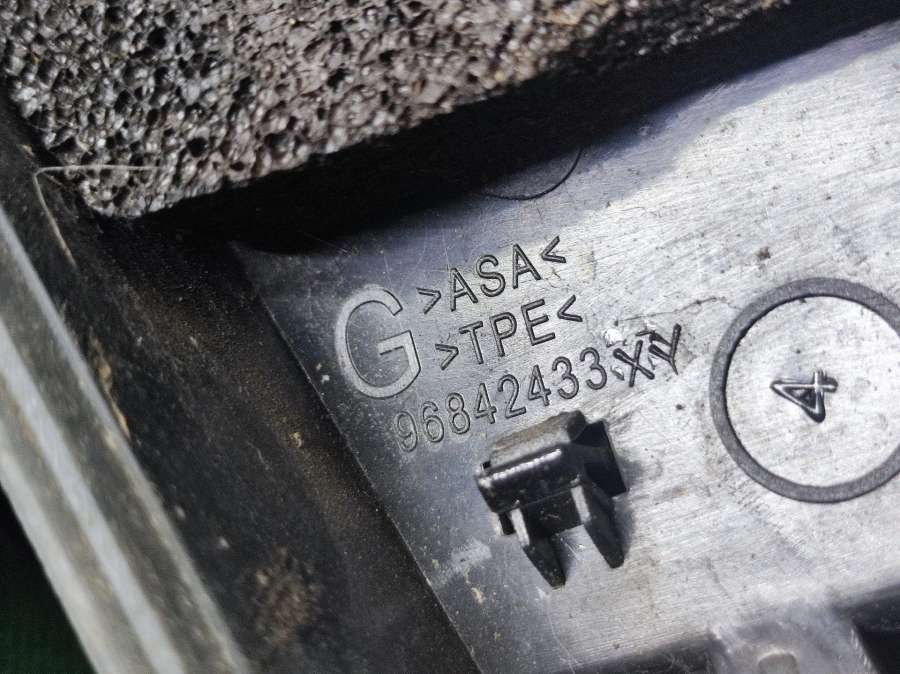 G
>ASA<
>TPE<
96842433XY
4